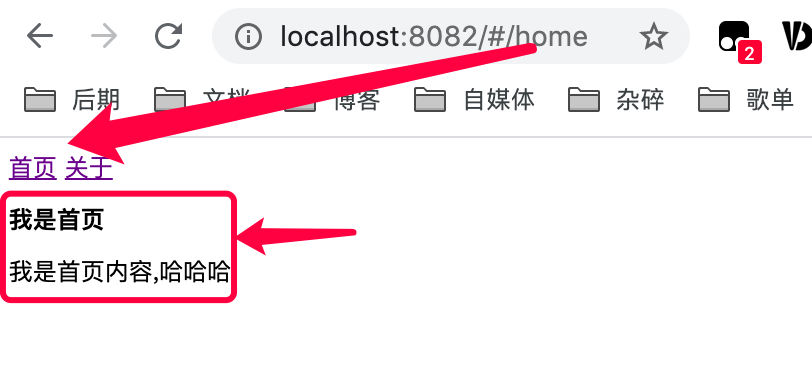 localhost:8082/#/home
2
后期 文档 博客 自媒体 杂碎 歌单
首页 关于
我是首页
我是首页内容,哈哈哈